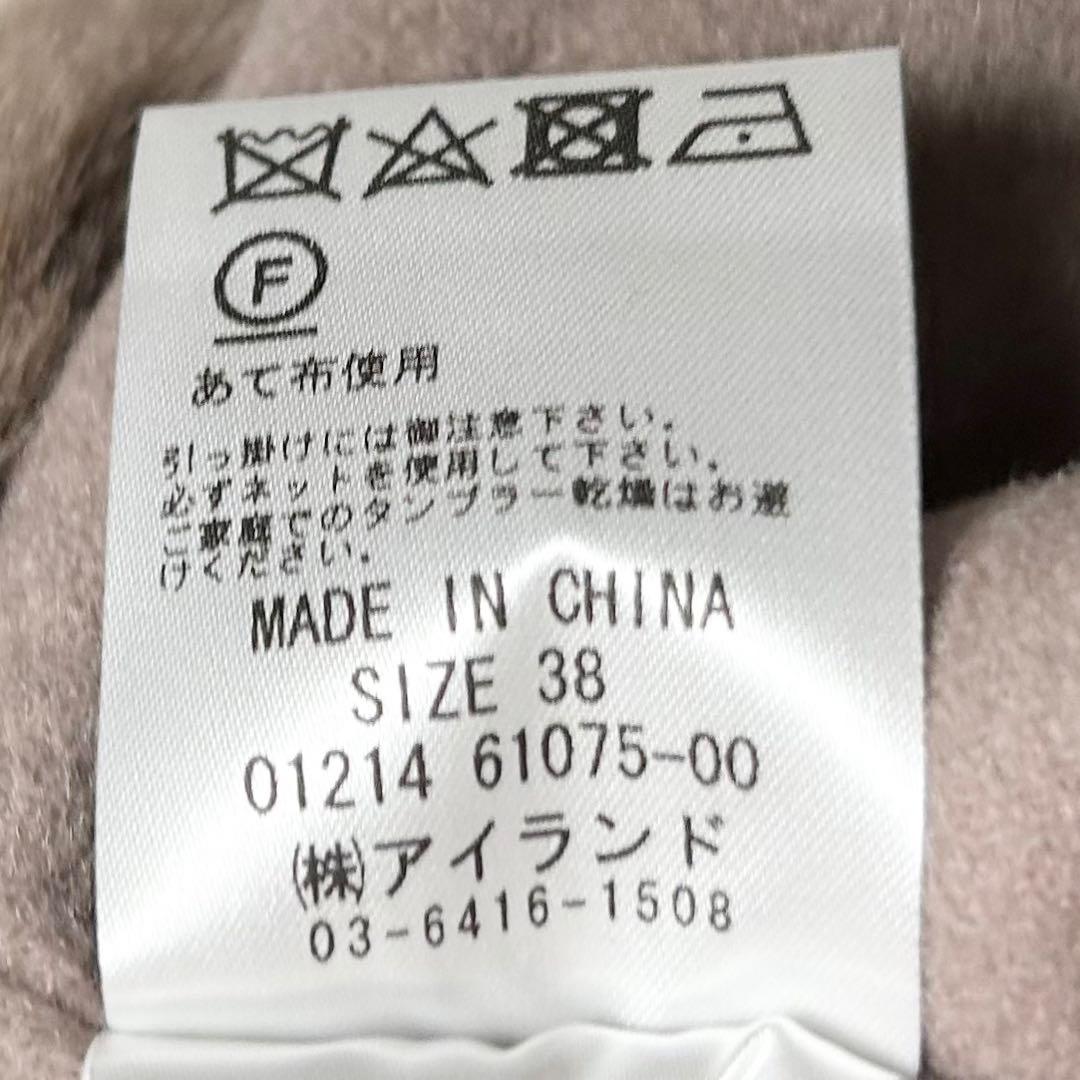 F
あて布使用
引っ掛けには御注意下さい。
必ずネットを使用して下さい。
ご家庭でのタンブラー乾燥はお避
けください。
MADE IN CHINA
SIZE 38
01214 61075-00
(株)アイランド
03-6416-1508